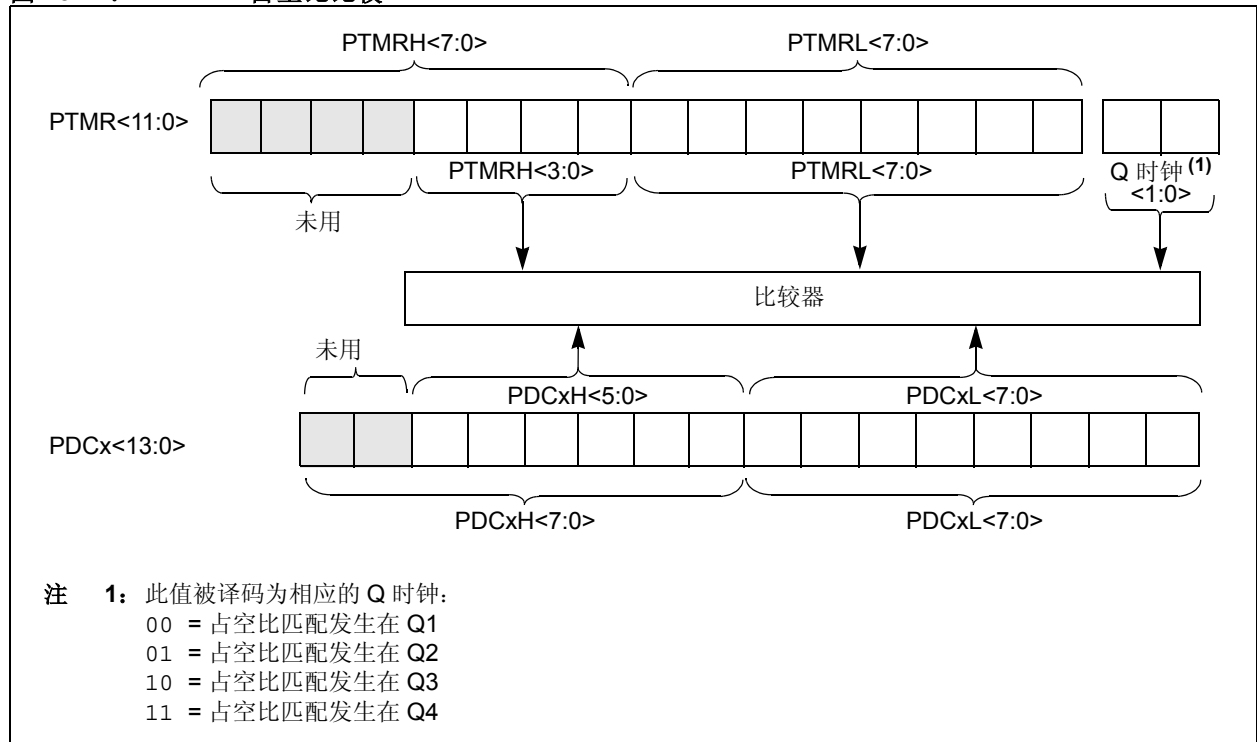 PTMRH<7:0> PTMRL<7:0>
PTMR<11:0>
PTMRH<3:0> PTMRL<7:0> Q 时钟(1)
<1:0>
未用
比较器
未用
PDCxH<5:0> PDCxL<7:0>
PDCx<13:0>
PDCxH<7:0> PDCxL<7:0>
注 1：此值被译码为相应的 Q 时钟：
00 = 占空比匹配发生在 Q1
01 = 占空比匹配发生在 Q2
10 = 占空比匹配发生在 Q3
11 = 占空比匹配发生在 Q4